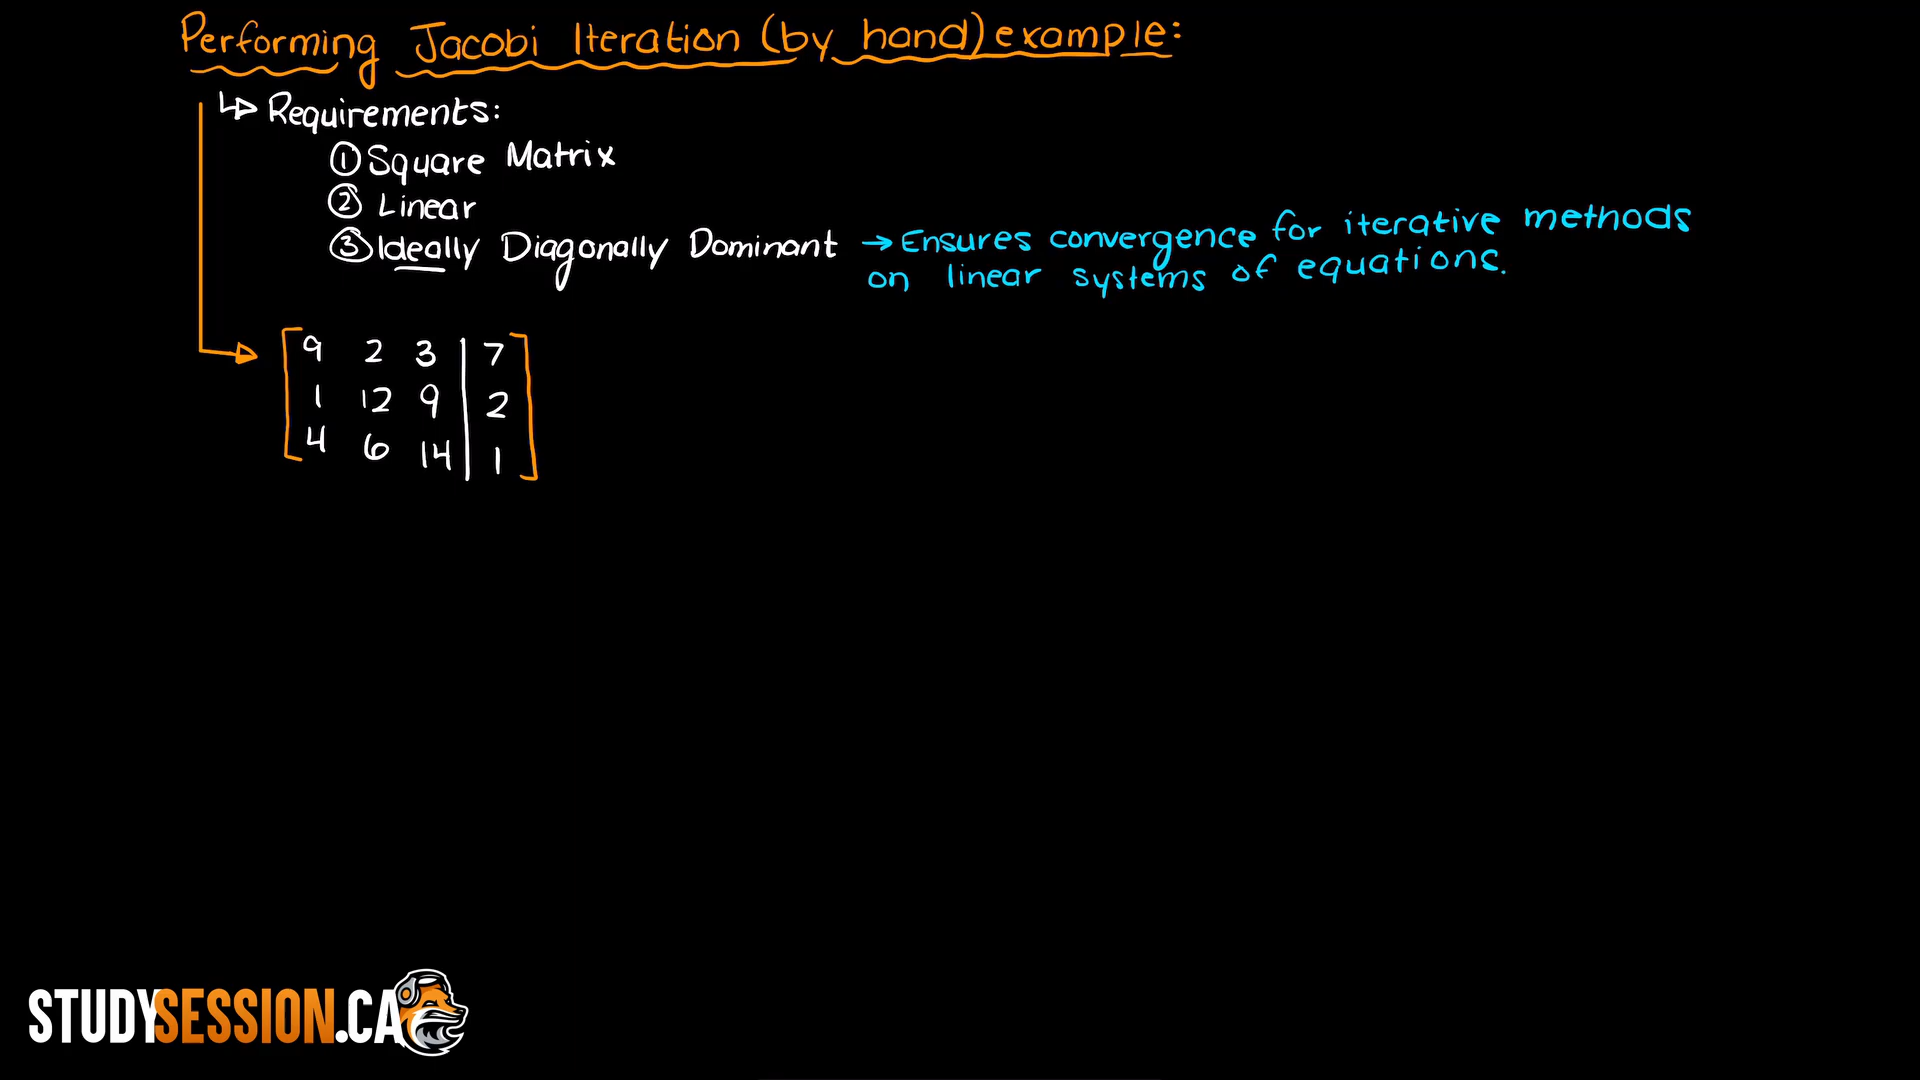 Performing Jacobi Iteration (by hand) example:
↳ Requirements:
① Square Matrix
② Linear
③ Ideally Diagonally Dominant → Ensures convergence for iterative methods
on linear systems of equations.
9 2 3 | 7
1 12 9 | 2
4 6 14 | 1
STUDYSESSION.CA